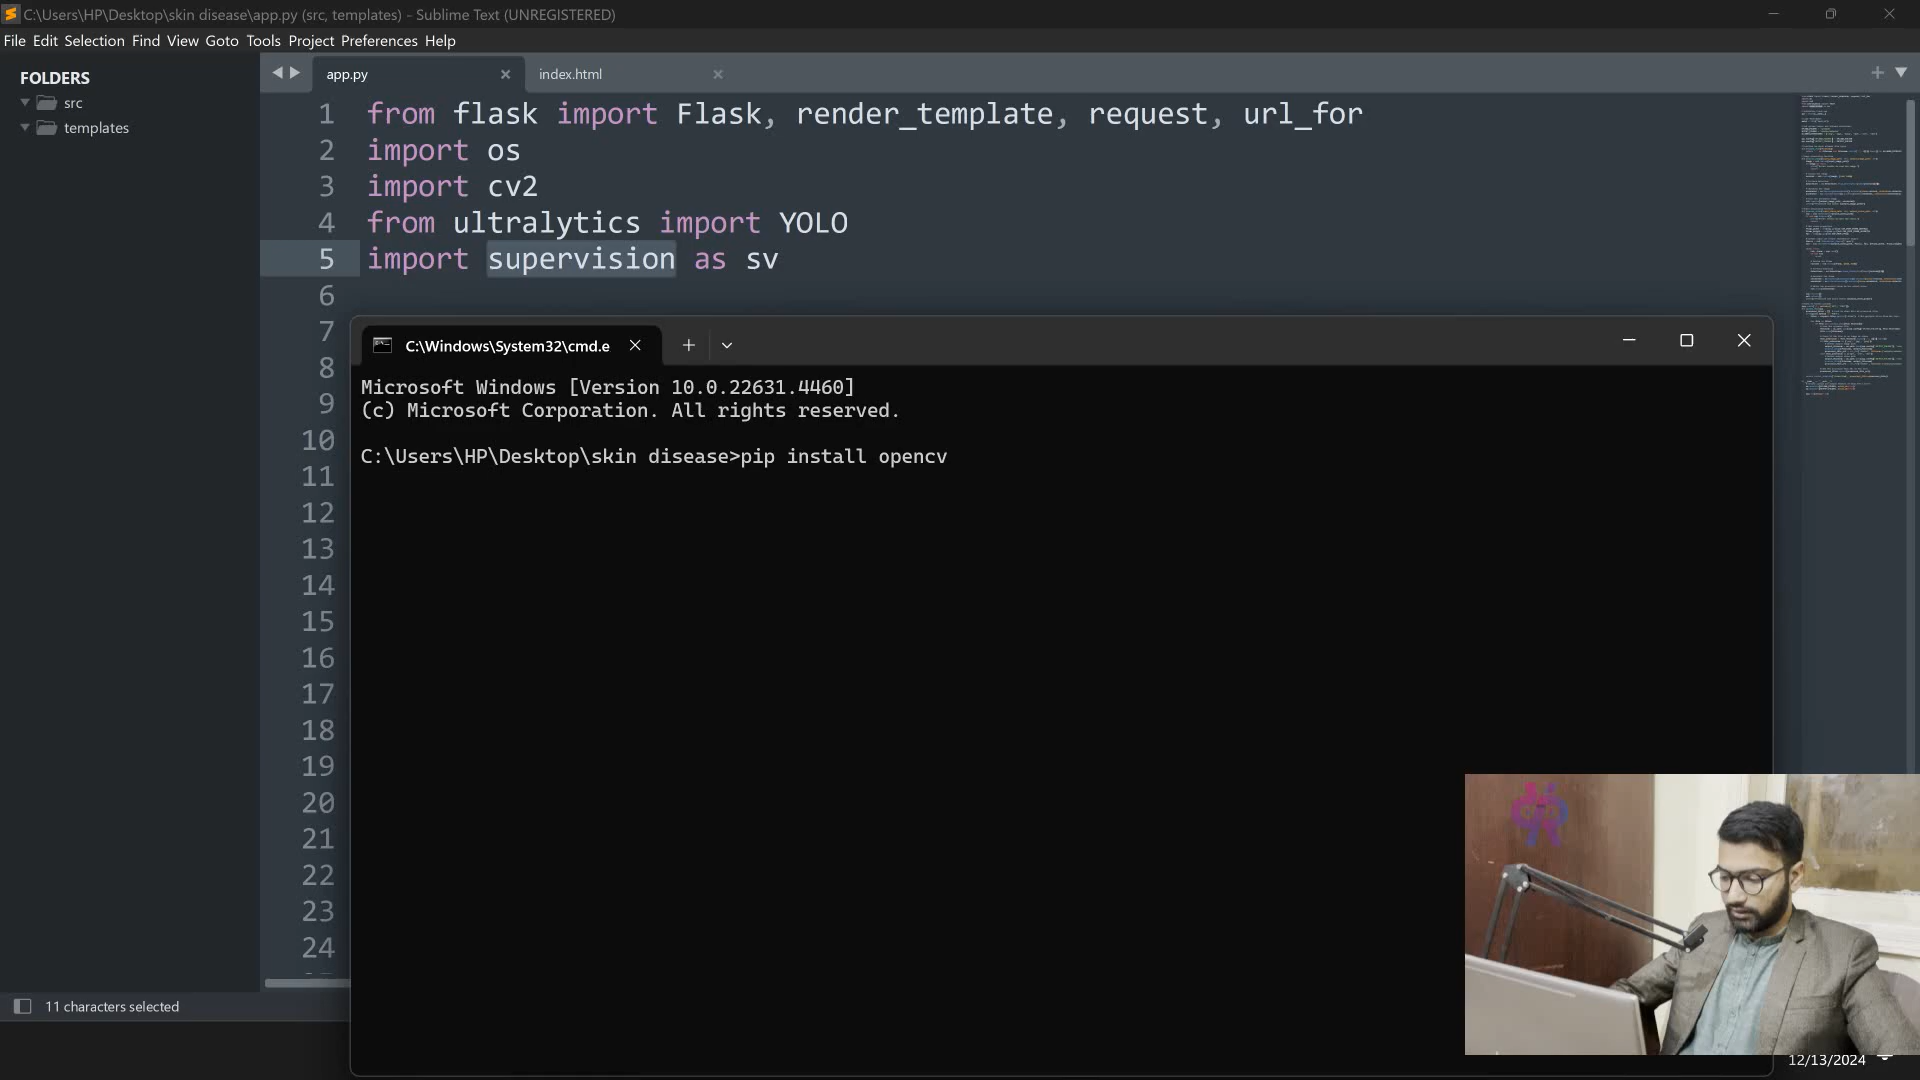 C:\Users\HP\Desktop\skin disease\app.py (src, templates) - Sublime Text (UNREGISTERED)
File Edit Selection Find View Goto Tools Project Preferences Help
FOLDERS
src
templates
app.py
index.html
1 from flask import Flask, render_template, request, url_for
2 import os
3 import cv2
4 from ultralytics import YOLO
5 import supervision as sv
6
7
8
9
10
11
12
13
14
15
16
17
18
19
20
21
22
23
24
C:\Windows\System32\cmd.e
Microsoft Windows [Version 10.0.22631.4460]
(c) Microsoft Corporation. All rights reserved.
C:\Users\HP\Desktop\skin disease>pip install opencv
11 characters selected
12/13/2024